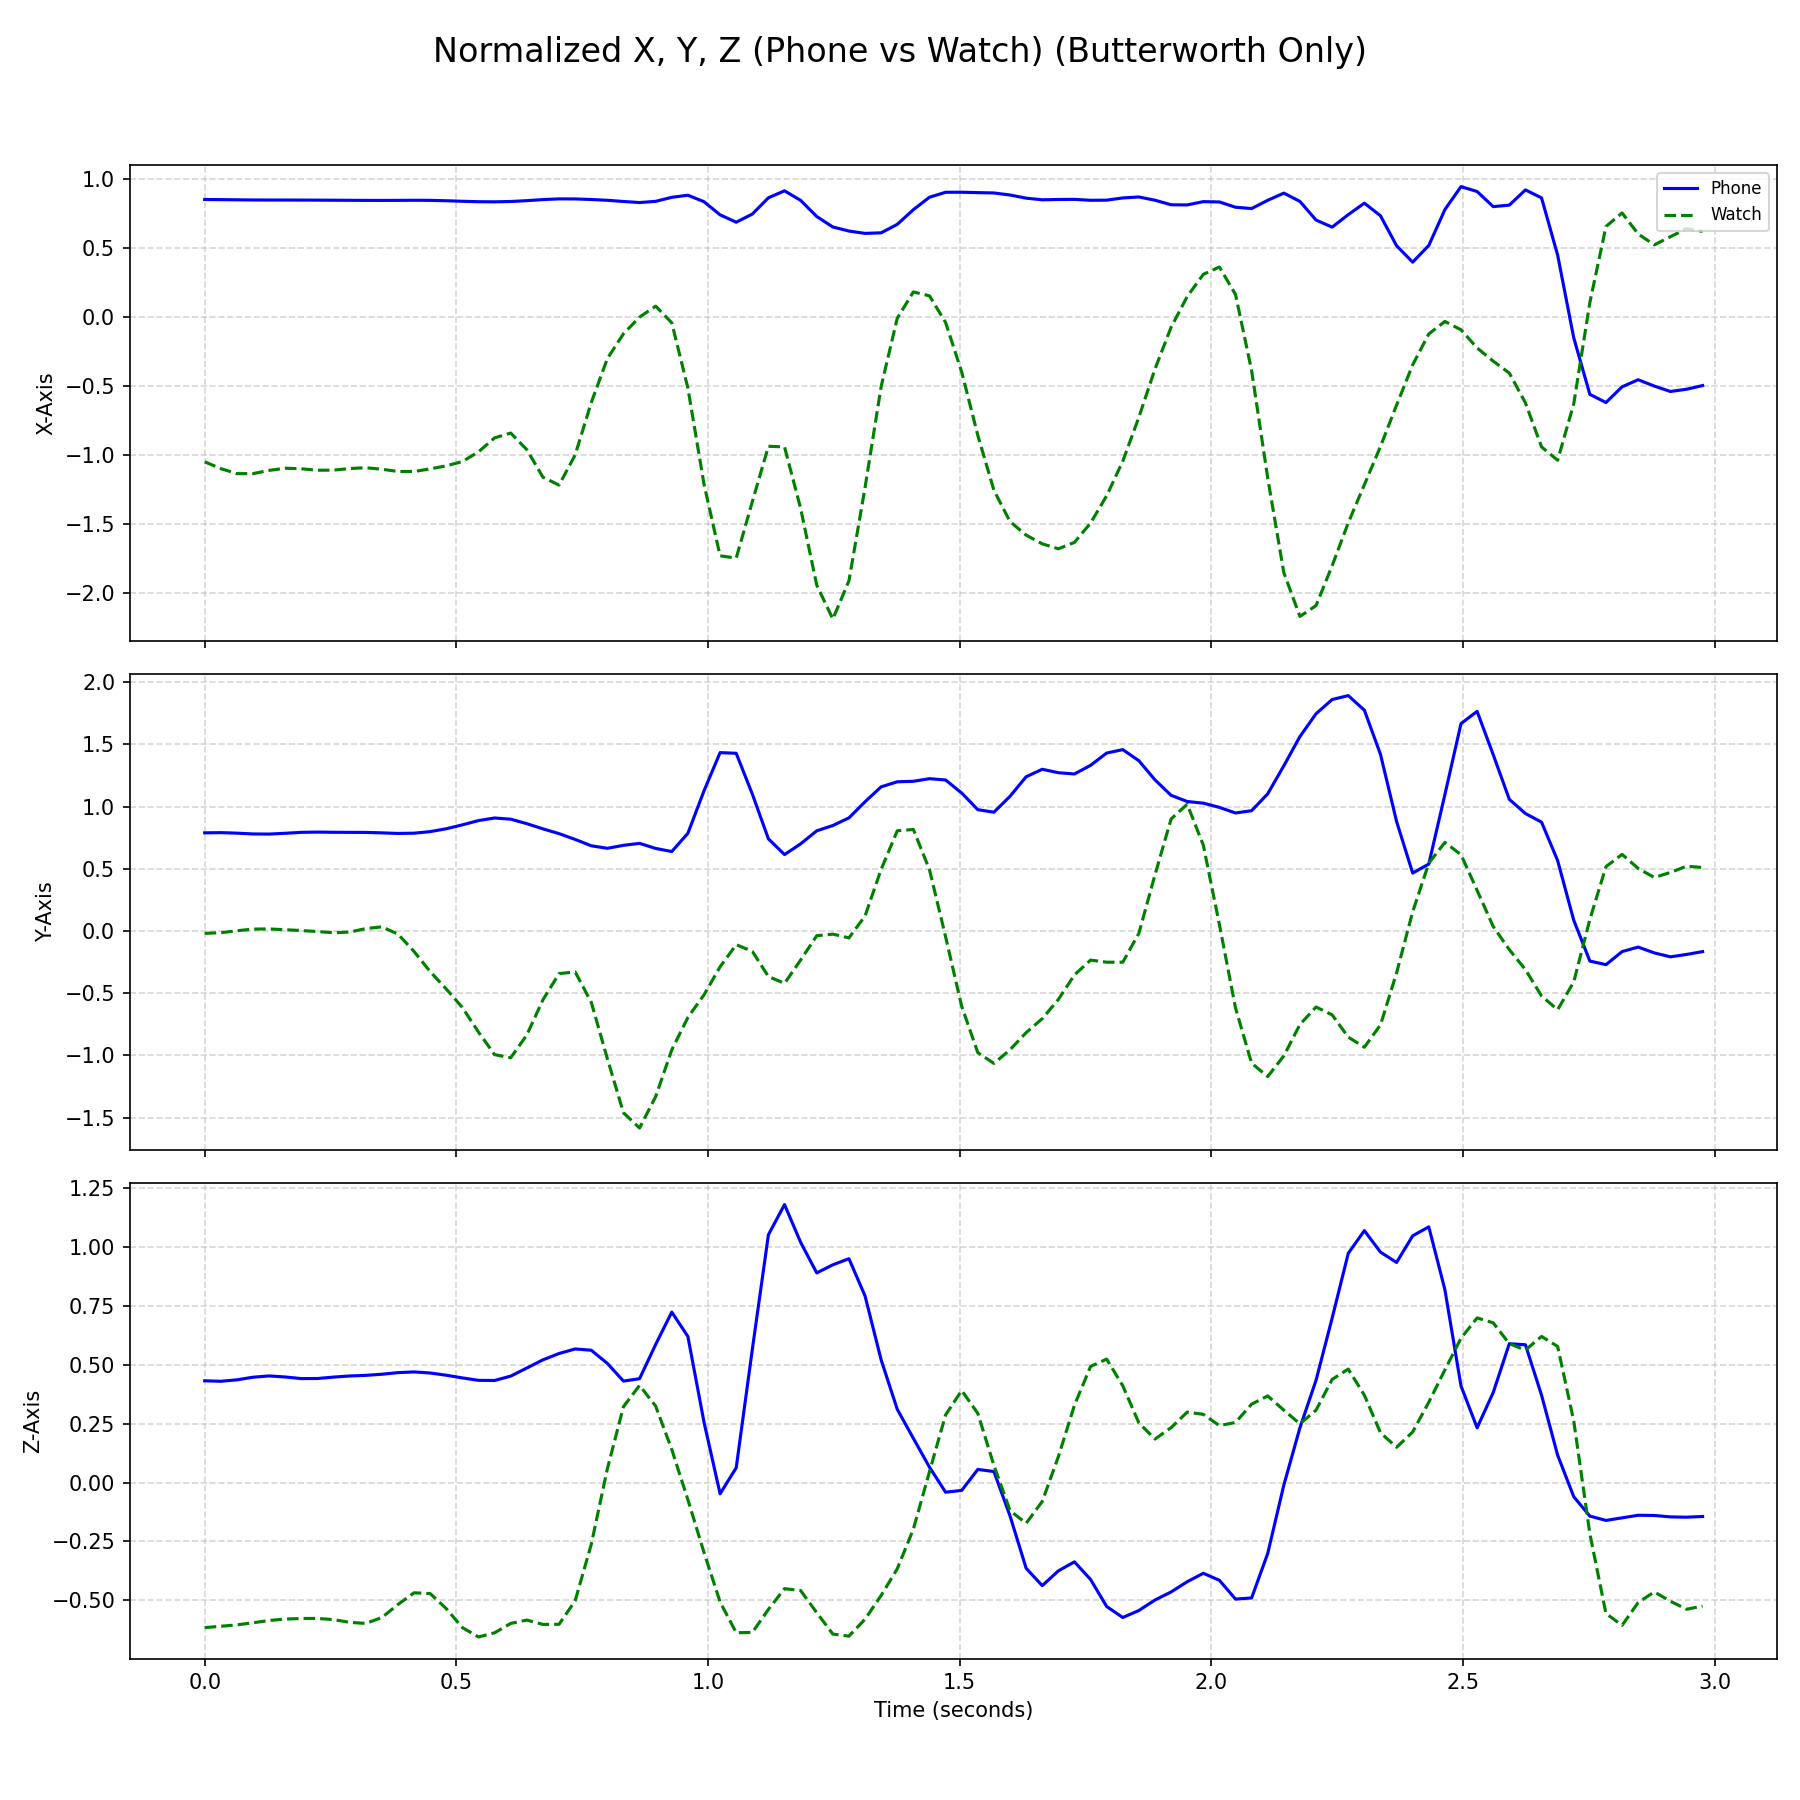 Normalized X, Y, Z (Phone vs Watch) (Butterworth Only)
Phone
Watch
X-Axis
1.0
0.5
0.0
−0.5
−1.0
−1.5
−2.0
Y-Axis
2.0
1.5
1.0
0.5
0.0
−0.5
−1.0
−1.5
Z-Axis
1.25
1.00
0.75
0.50
0.25
0.00
−0.25
−0.50
0.0 0.5 1.0 1.5 2.0 2.5 3.0
Time (seconds)